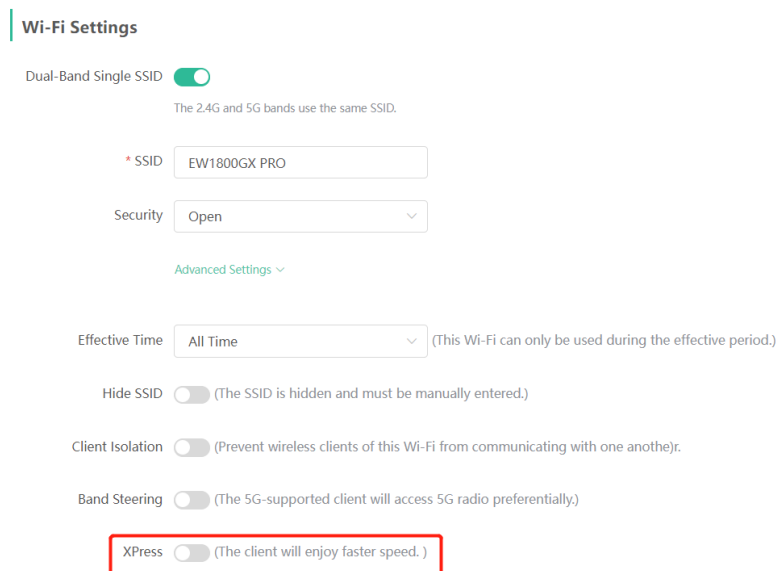 Wi-Fi Settings
Dual-Band Single SSID
The 2.4G and 5G bands use the same SSID.
* SSID EW1800GX PRO
Security Open
Advanced Settings
Effective Time All Time (This Wi-Fi can only be used during the effective period.)
Hide SSID (The SSID is hidden and must be manually entered.)
Client Isolation (Prevent wireless clients of this Wi-Fi from communicating with one anothe)r.
Band Steering (The 5G-supported client will access 5G radio preferentially.)
XPress (The client will enjoy faster speed. )